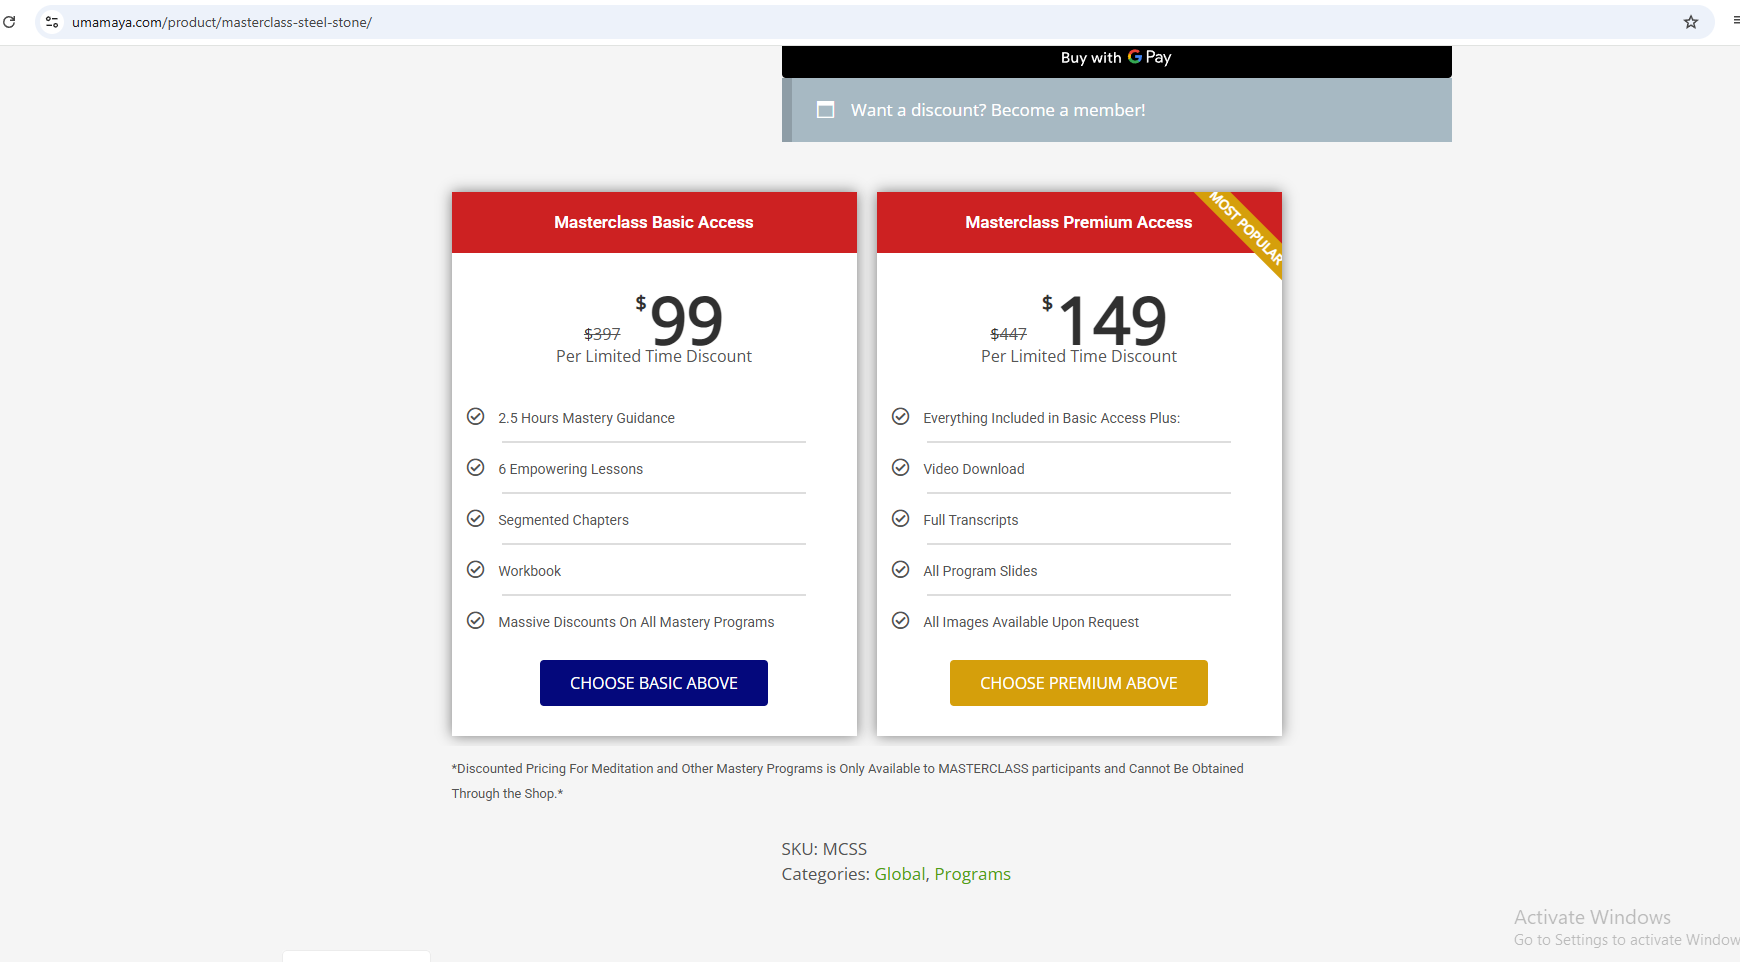 umamaya.com/product/masterclass-steel-stone/
Buy with G Pay
Want a discount? Become a member!
Masterclass Basic Access
$397 $99
Per Limited Time Discount
2.5 Hours Mastery Guidance
6 Empowering Lessons
Segmented Chapters
Workbook
Massive Discounts On All Mastery Programs
CHOOSE BASIC ABOVE
Masterclass Premium Access
MOST POPULAR
$447 $149
Per Limited Time Discount
Everything Included in Basic Access Plus:
Video Download
Full Transcripts
All Program Slides
All Images Available Upon Request
CHOOSE PREMIUM ABOVE
*Discounted Pricing For Meditation and Other Mastery Programs is Only Available to MASTERCLASS participants and Cannot Be Obtained
Through the Shop.*
SKU: MCSS
Categories: Global, Programs
Activate Windows
Go to Settings to activate Window